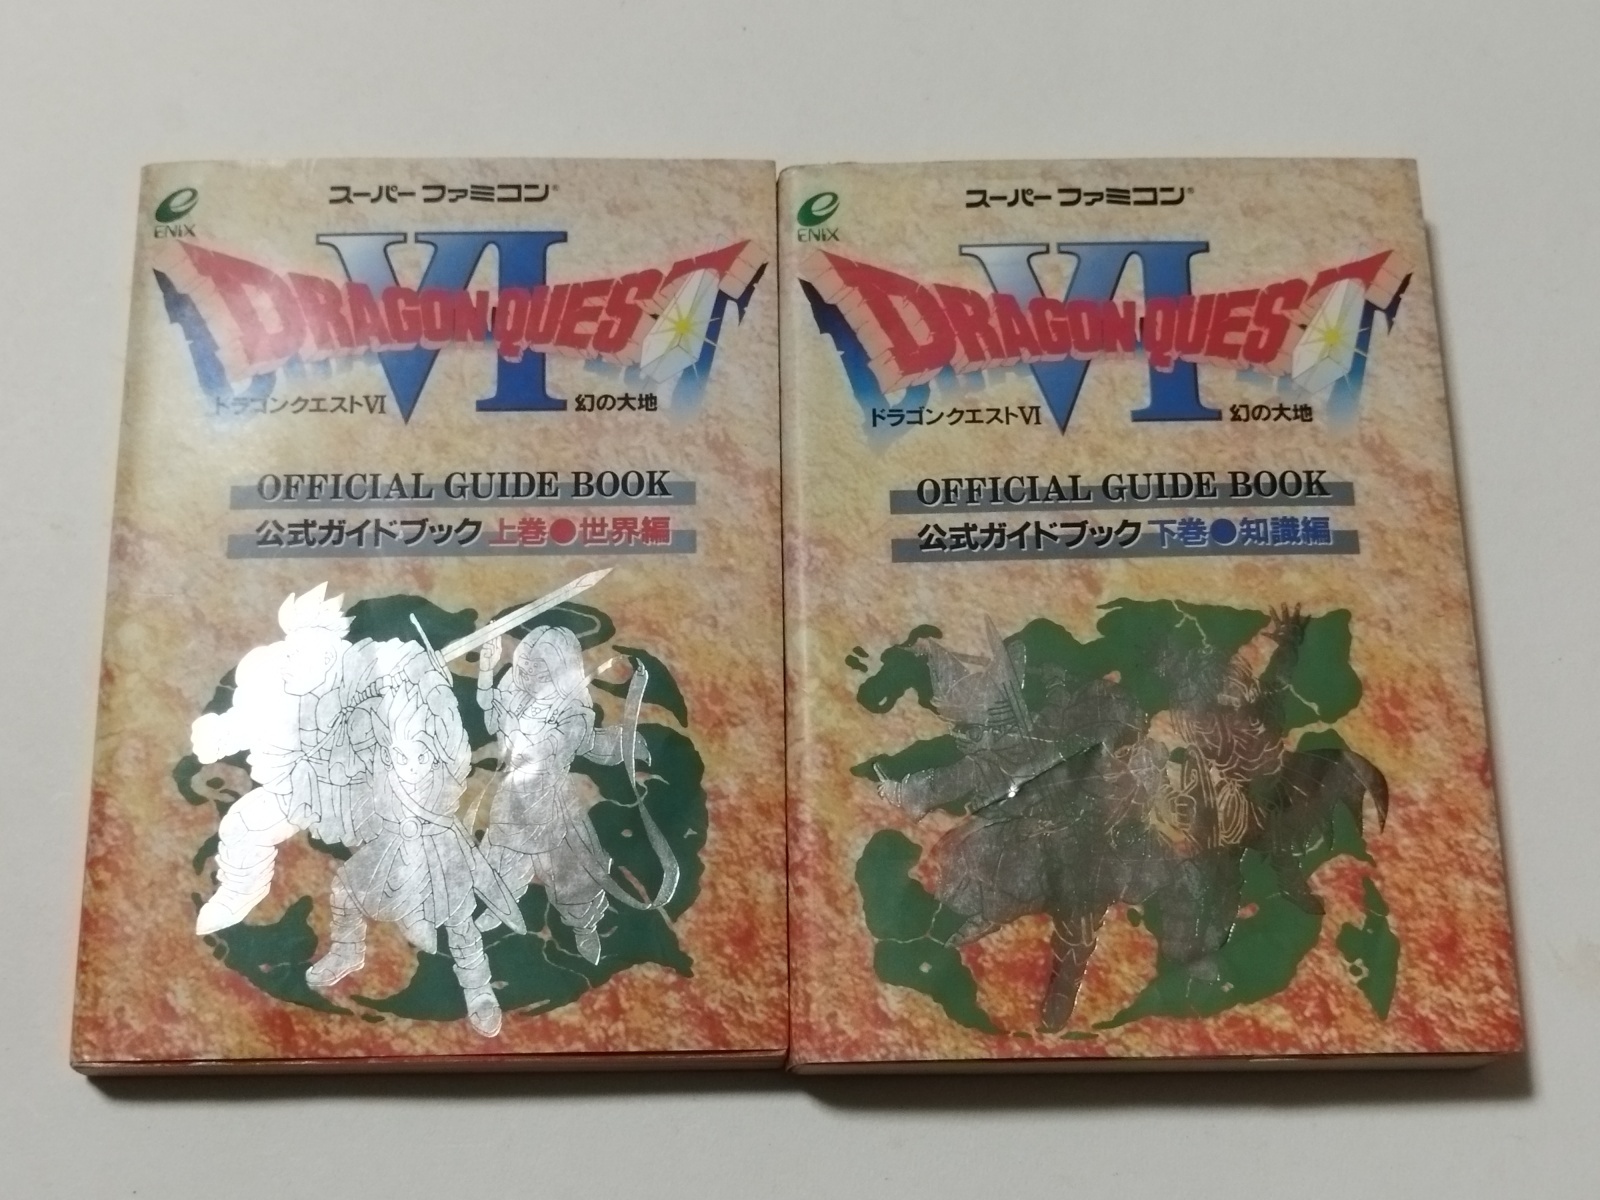 スーパーファミコン®
ENIX
VI
DRAGON QUEST
ドラゴンクエストVI 幻の大地
OFFICIAL GUIDE BOOK
公式ガイドブック 上巻●世界編
スーパーファミコン®
ENIX
VI
DRAGON QUEST
ドラゴンクエストVI 幻の大地
OFFICIAL GUIDE BOOK
公式ガイドブック 下巻●知識編